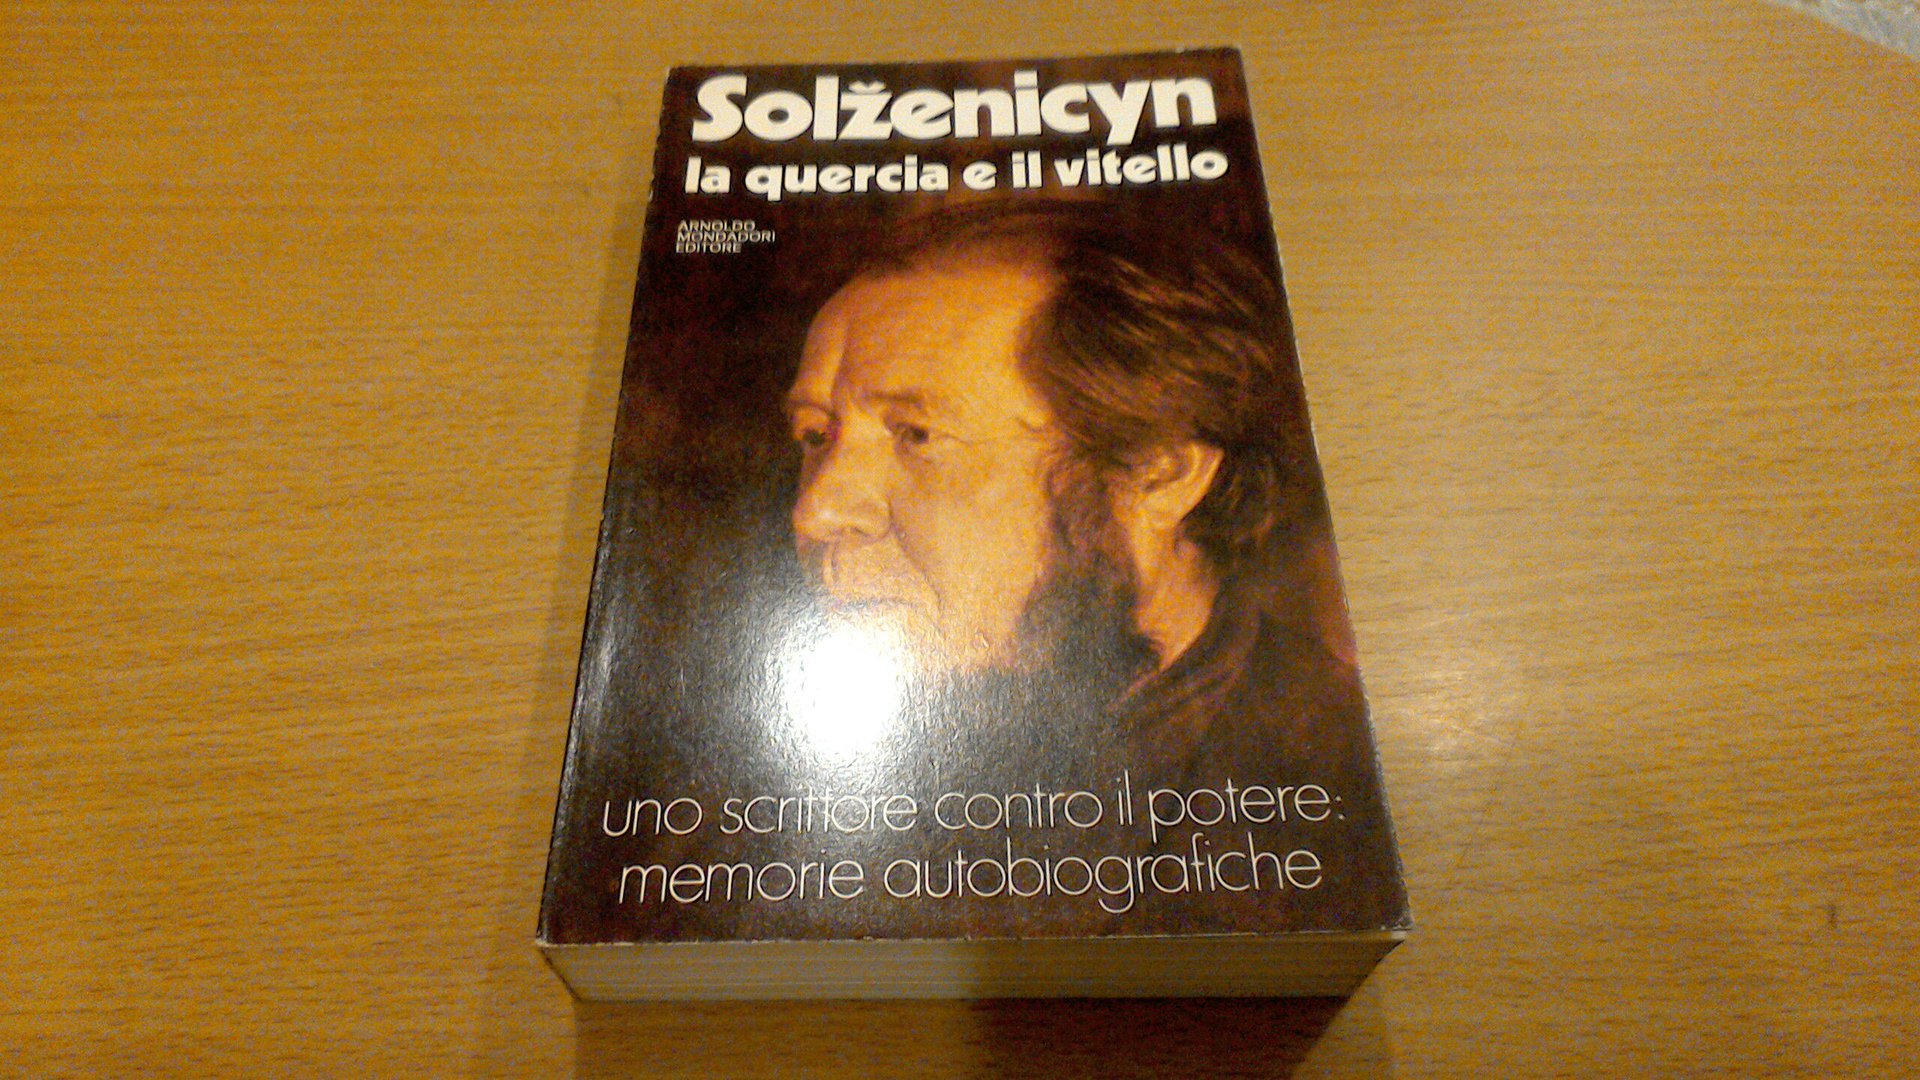 Solženicyn
la quercia e il vitello
ARNOLDO
MONDADORI
EDITORE
uno scrittore contro il potere:
memorie autobiografiche